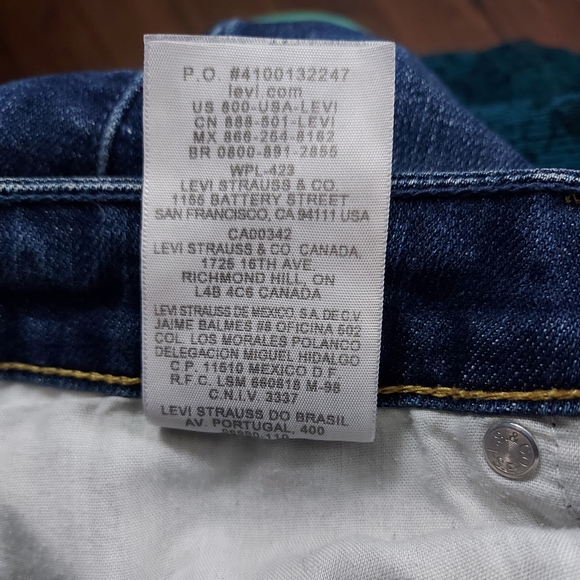 P.O. #4100132247
levi.com
US 800-USA-LEVI
CN 888-501-LEVI
MX 866-254-8162
BR 0800-891-2855
WPL-423
LEVI STRAUSS & CO.
1155 BATTERY STREET
SAN FRANCISCO, CA 94111 USA
CA00342
LEVI STRAUSS & CO. CANADA,
1725 16TH AVE.
RICHMOND HILL, ON
L4B 4C6 CANADA
LEVI STRAUSS DE MEXICO, S.A. DE C.V.
JAIME BALMES #8 OFICINA 602
COL. LOS MORALES POLANCO
DELEGACION MIGUEL HIDALGO
C.P. 11510 MEXICO D.F.
R.F.C. LSM 660818 M-98
C.N.I.V. 3337
LEVI STRAUSS DO BRASIL
AV. PORTUGAL, 400